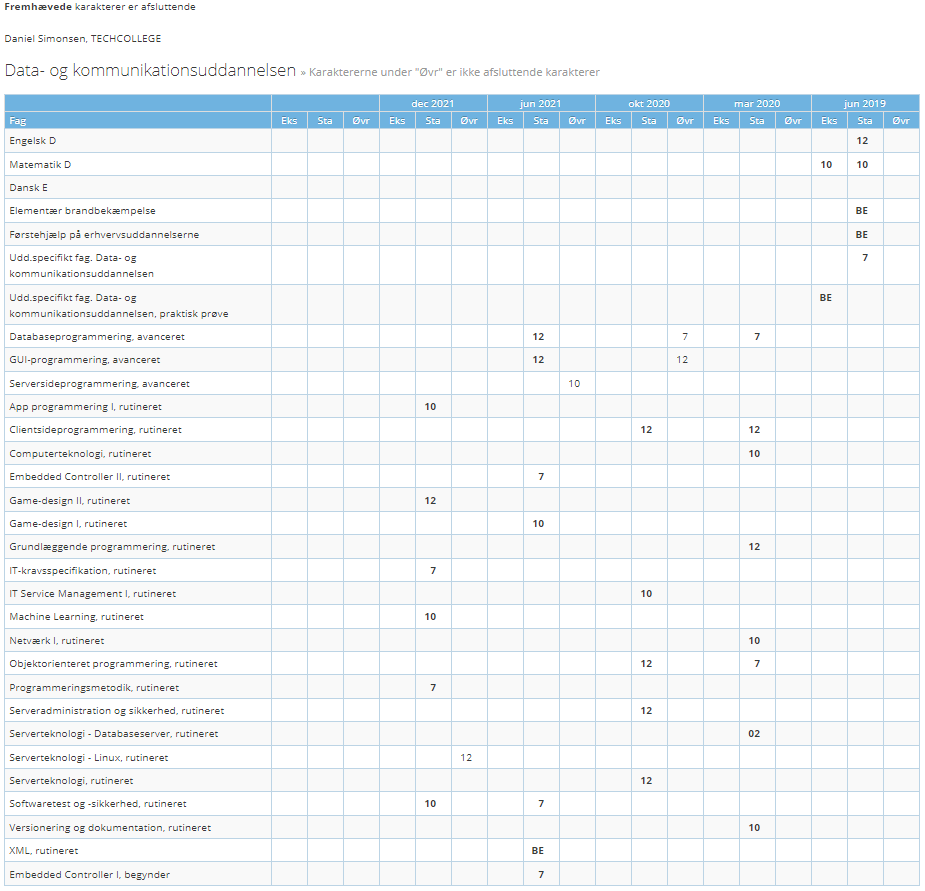 Fremhævede karakterer er afsluttende
Daniel Simonsen, TECHCOLLEGE
Data- og kommunikationsuddannelsen » Karaktererne under "Øvr" er ikke afsluttende karakterer
dec 2021 jun 2021 okt 2020 mar 2020 jun 2019
Fag Eks Sta Øvr Eks Sta Øvr Eks Sta Øvr Eks Sta Øvr Eks Sta Øvr Eks Sta Øvr
Engelsk D 12
Matematik D 10 10
Dansk E
Elementær brandbekæmpelse BE
Førstehjælp på erhvervsuddannelserne BE
Udd.specifikt fag. Data- og
kommunikationsuddannelsen 7
Udd.specifikt fag. Data- og
kommunikationsuddannelsen, praktisk prøve BE
Databaseprogrammering, avanceret 12 7 7
GUI-programmering, avanceret 12 12
Serversideprogrammering, avanceret 10
App programmering I, rutineret 10
Clientsideprogrammering, rutineret 12 12
Computerteknologi, rutineret 10
Embedded Controller II, rutineret 7
Game-design II, rutineret 12
Game-design I, rutineret 10
Grundlæggende programmering, rutineret 12
IT-kravsspecifikation, rutineret 7
IT Service Management I, rutineret 10
Machine Learning, rutineret 10
Netværk I, rutineret 10
Objektorienteret programmering, rutineret 12 7
Programmeringsmetodik, rutineret 7
Serveradministration og sikkerhed, rutineret 12
Serverteknologi - Databaseserver, rutineret 02
Serverteknologi - Linux, rutineret 12
Serverteknologi, rutineret 12
Softwaretest og -sikkerhed, rutineret 10 7
Versionering og dokumentation, rutineret 10
XML, rutineret BE
Embedded Controller I, begynder 7